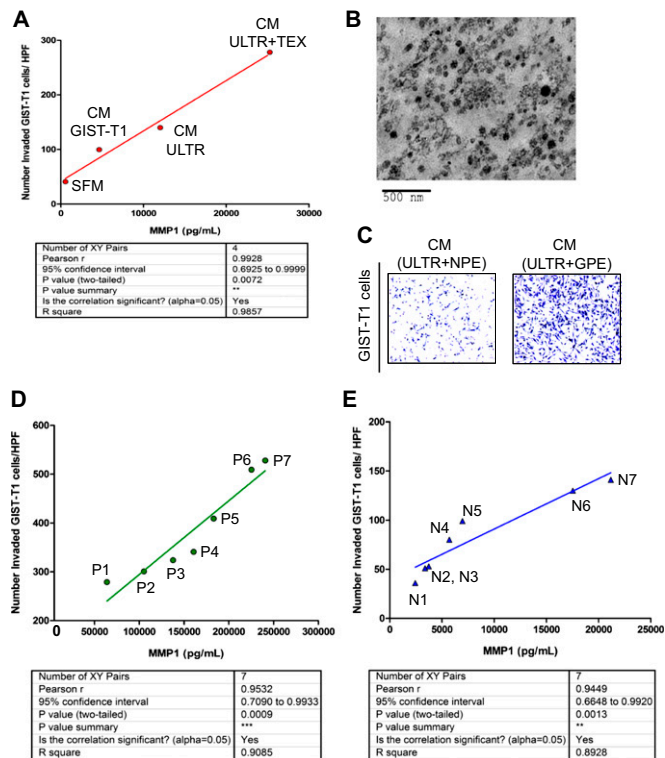 A
Number Invaded GIST-T1 cells/ HPF
300
200
100
0
0
10000
20000
30000
MMP1 (pg/mL)
CM
ULTR+TEX
CM
GIST-T1
CM
ULTR
SFM
Number of XY Pairs 4
Pearson r 0.9928
95% confidence interval 0.6925 to 0.9999
P value (two-tailed) 0.0072
P value summary **
Is the correlation significant? (alpha=0.05) Yes
R square 0.9857
B
500 nm
C
CM
(ULTR+NPE)
CM
(ULTR+GPE)
GIST-T1 cells
D
Number Invaded GIST-T1 cells/HPF
600
500
400
300
200
0
50000
100000
150000
200000
250000
300000
MMP1 (pg/mL)
P1
P2
P3
P4
P5
P6
P7
Number of XY Pairs 7
Pearson r 0.9532
95% confidence interval 0.7090 to 0.9933
P value (two-tailed) 0.0009
P value summary ***
Is the correlation significant? (alpha=0.05) Yes
R square 0.9085
E
Number Invaded GIST-T1 cells/ HPF
200
150
100
50
0
0
5000
10000
15000
20000
25000
MMP1 (pg/mL)
N1
N2, N3
N4
N5
N6
N7
Number of XY Pairs 7
Pearson r 0.9449
95% confidence interval 0.6648 to 0.9920
P value (two-tailed) 0.0013
P value summary **
Is the correlation significant? (alpha=0.05) Yes
R square 0.8928